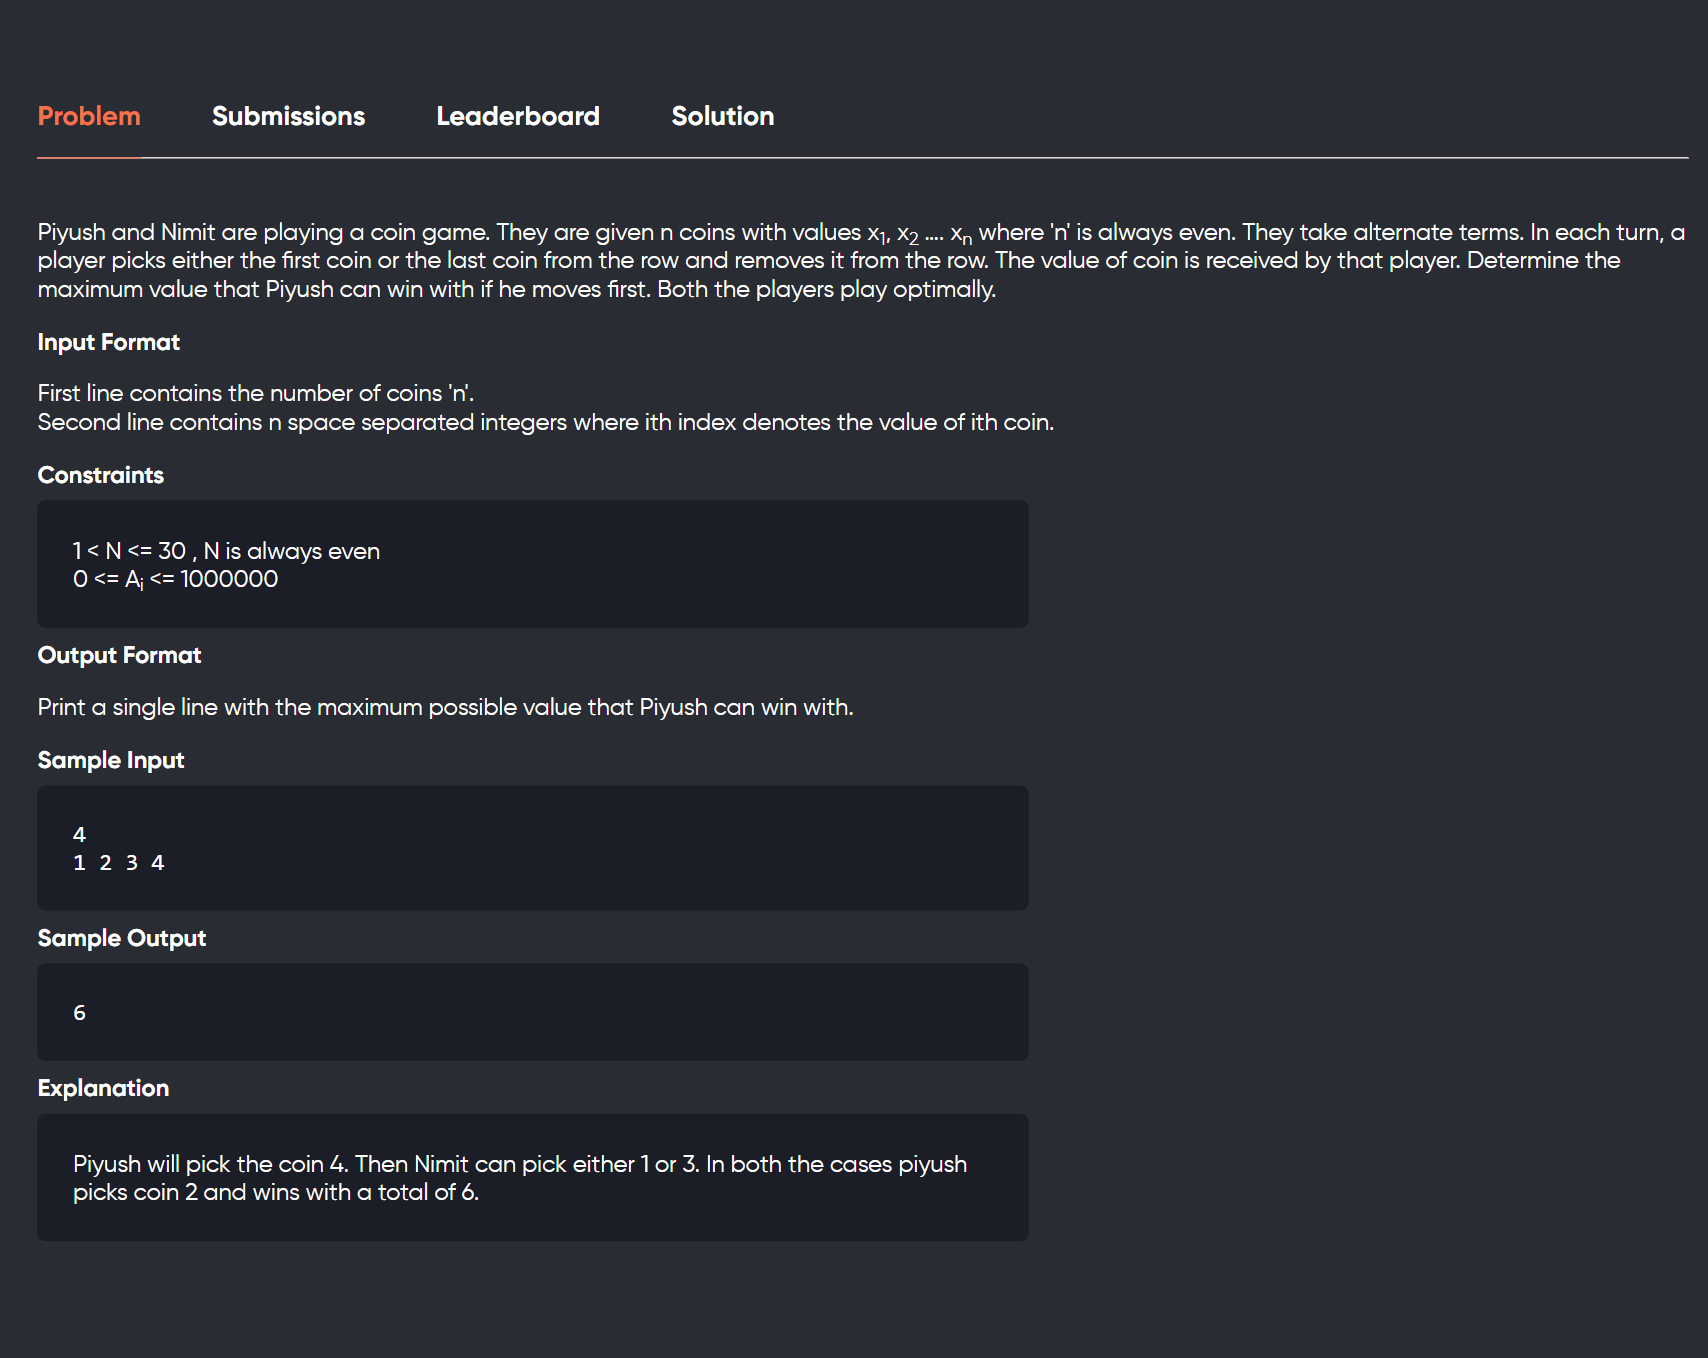 Problem Submissions Leaderboard Solution
Piyush and Nimit are playing a coin game. They are given n coins with values x1, x2 .... xn where 'n' is always even. They take alternate terms. In each turn, a
player picks either the first coin or the last coin from the row and removes it from the row. The value of coin is received by that player. Determine the
maximum value that Piyush can win with if he moves first. Both the players play optimally.
Input Format
First line contains the number of coins 'n'.
Second line contains n space separated integers where ith index denotes the value of ith coin.
Constraints
1 < N <= 30 , N is always even
0 <= Ai <= 1000000
Output Format
Print a single line with the maximum possible value that Piyush can win with.
Sample Input
4
1 2 3 4
Sample Output
6
Explanation
Piyush will pick the coin 4. Then Nimit can pick either 1 or 3. In both the cases piyush
picks coin 2 and wins with a total of 6.